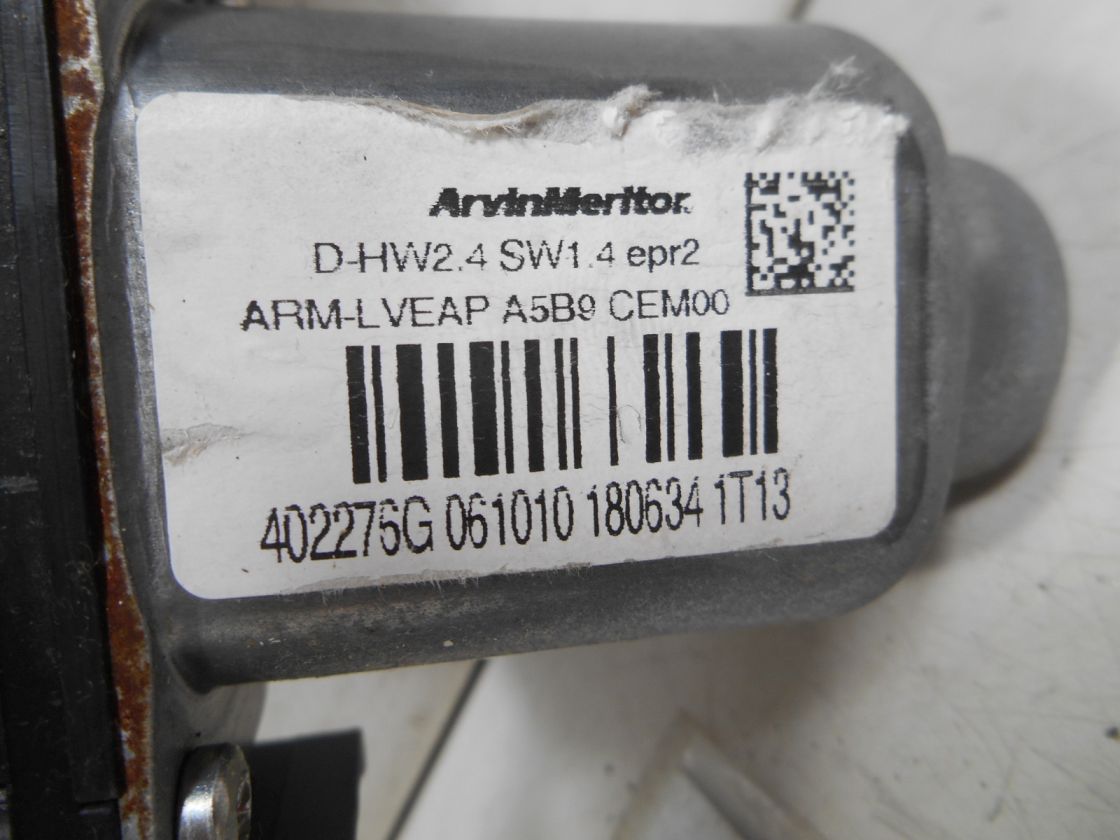 ArvinMeritor.
D-HW2.4 SW1.4 epr2
ARM-LVEAP A5B9 CEM00
402276G 061010 180634 1T13